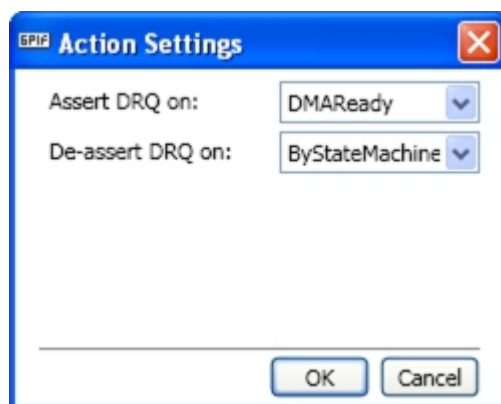 GPIF Action Settings
Assert DRQ on: DMAReady
De-assert DRQ on: ByStateMachine
OK Cancel